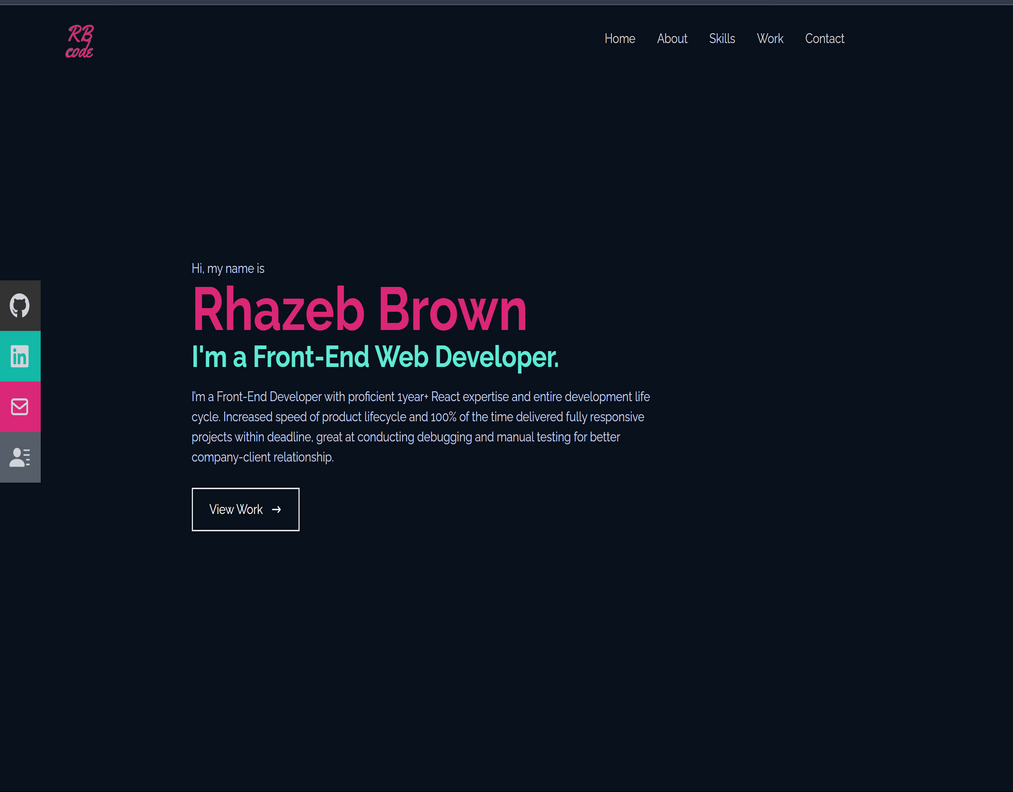 RB
code
Home About Skills Work Contact
Hi, my name is
Rhazeb Brown
I'm a Front-End Web Developer.
I'm a Front-End Developer with proficient 1year+ React expertise and entire development life
cycle. Increased speed of product lifecycle and 100% of the time delivered fully responsive
projects within deadline, great at conducting debugging and manual testing for better
company-client relationship.
in
View Work →